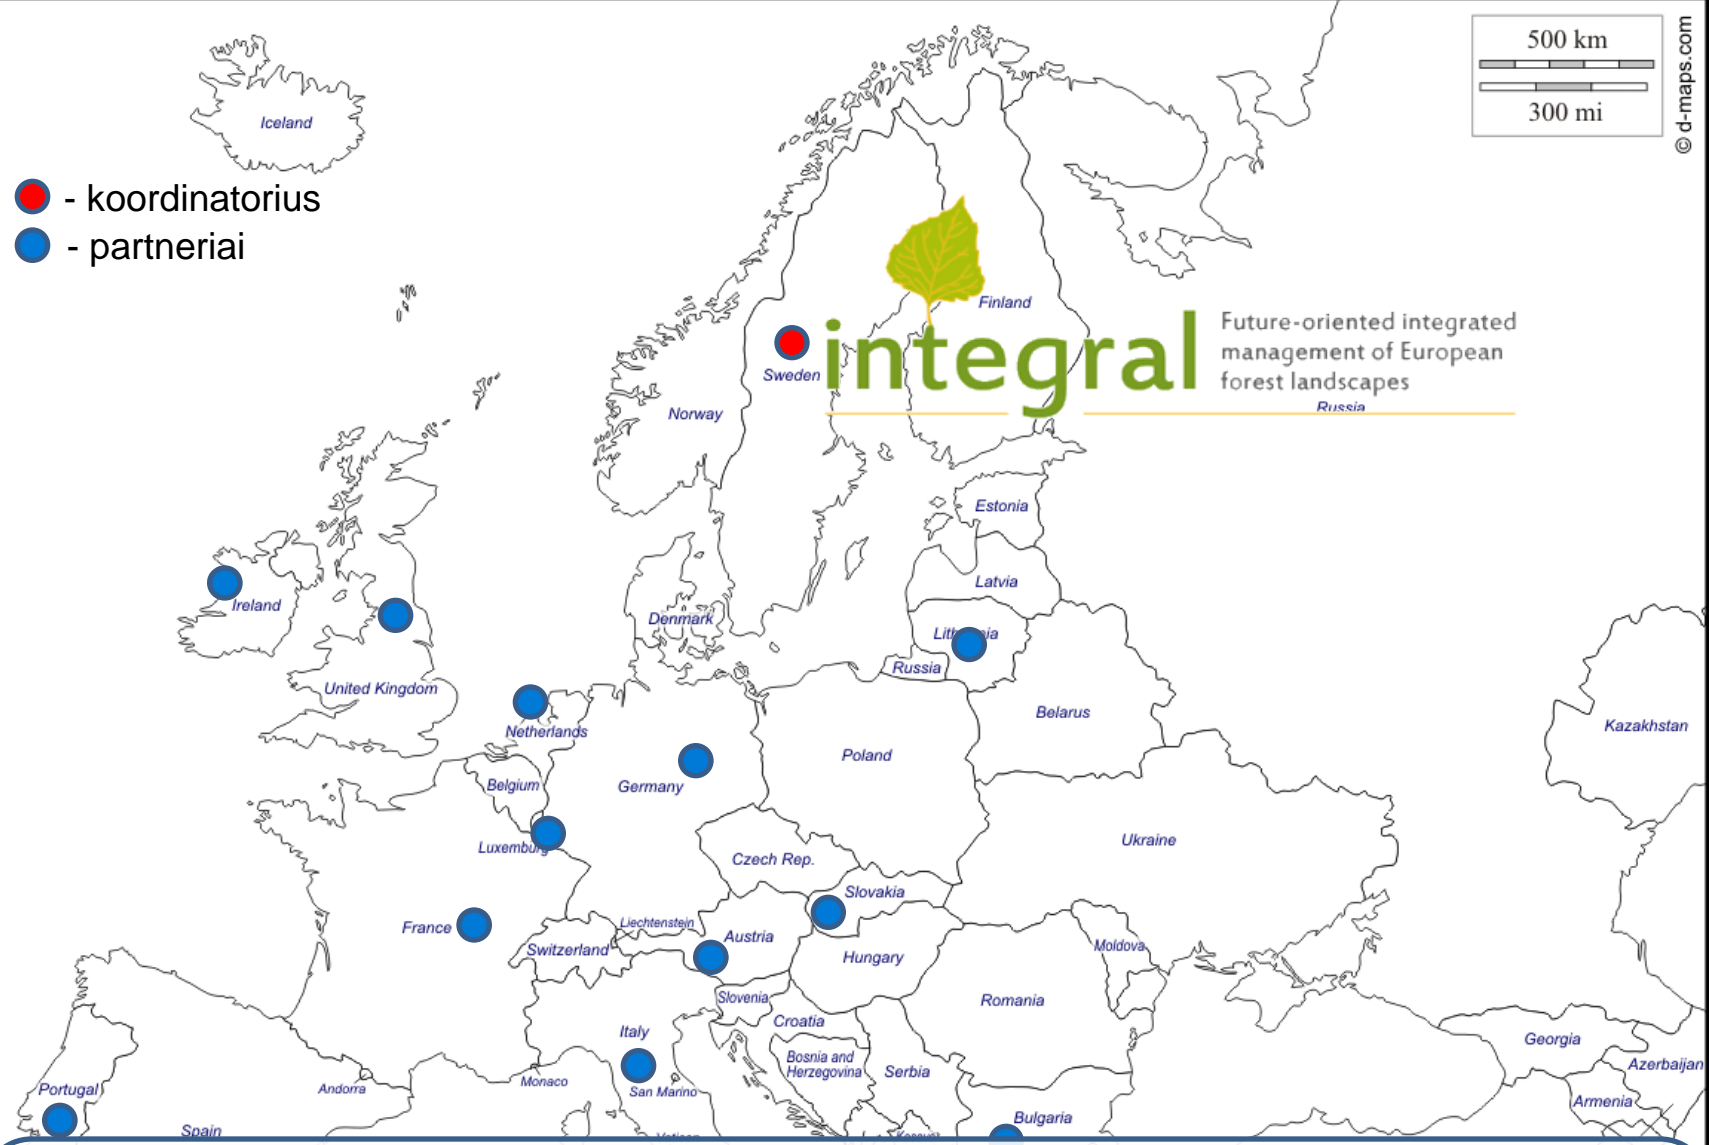 500 km
300 mi
© d-maps.com
Iceland
- koordinatorius
- partneriai
Finland
integral
Future-oriented integrated
management of European
forest landscapes
Sweden
Russia
Norway
Estonia
Latvia
Ireland
Denmark
Lithuania
Russia
United Kingdom
Netherlands
Belarus
Kazakhstan
Poland
Belgium
Germany
Ukraine
Luxemburg
Czech Rep.
Slovakia
France
Liechtenstein
Austria
Switzerland
Moldova
Hungary
Slovenia
Romania
Croatia
Italy
Georgia
Bosnia and
Herzegovina
Serbia
Azerbaijan
Monaco
Andorra
Portugal
San Marino
Armenia
Bulgaria
Spain